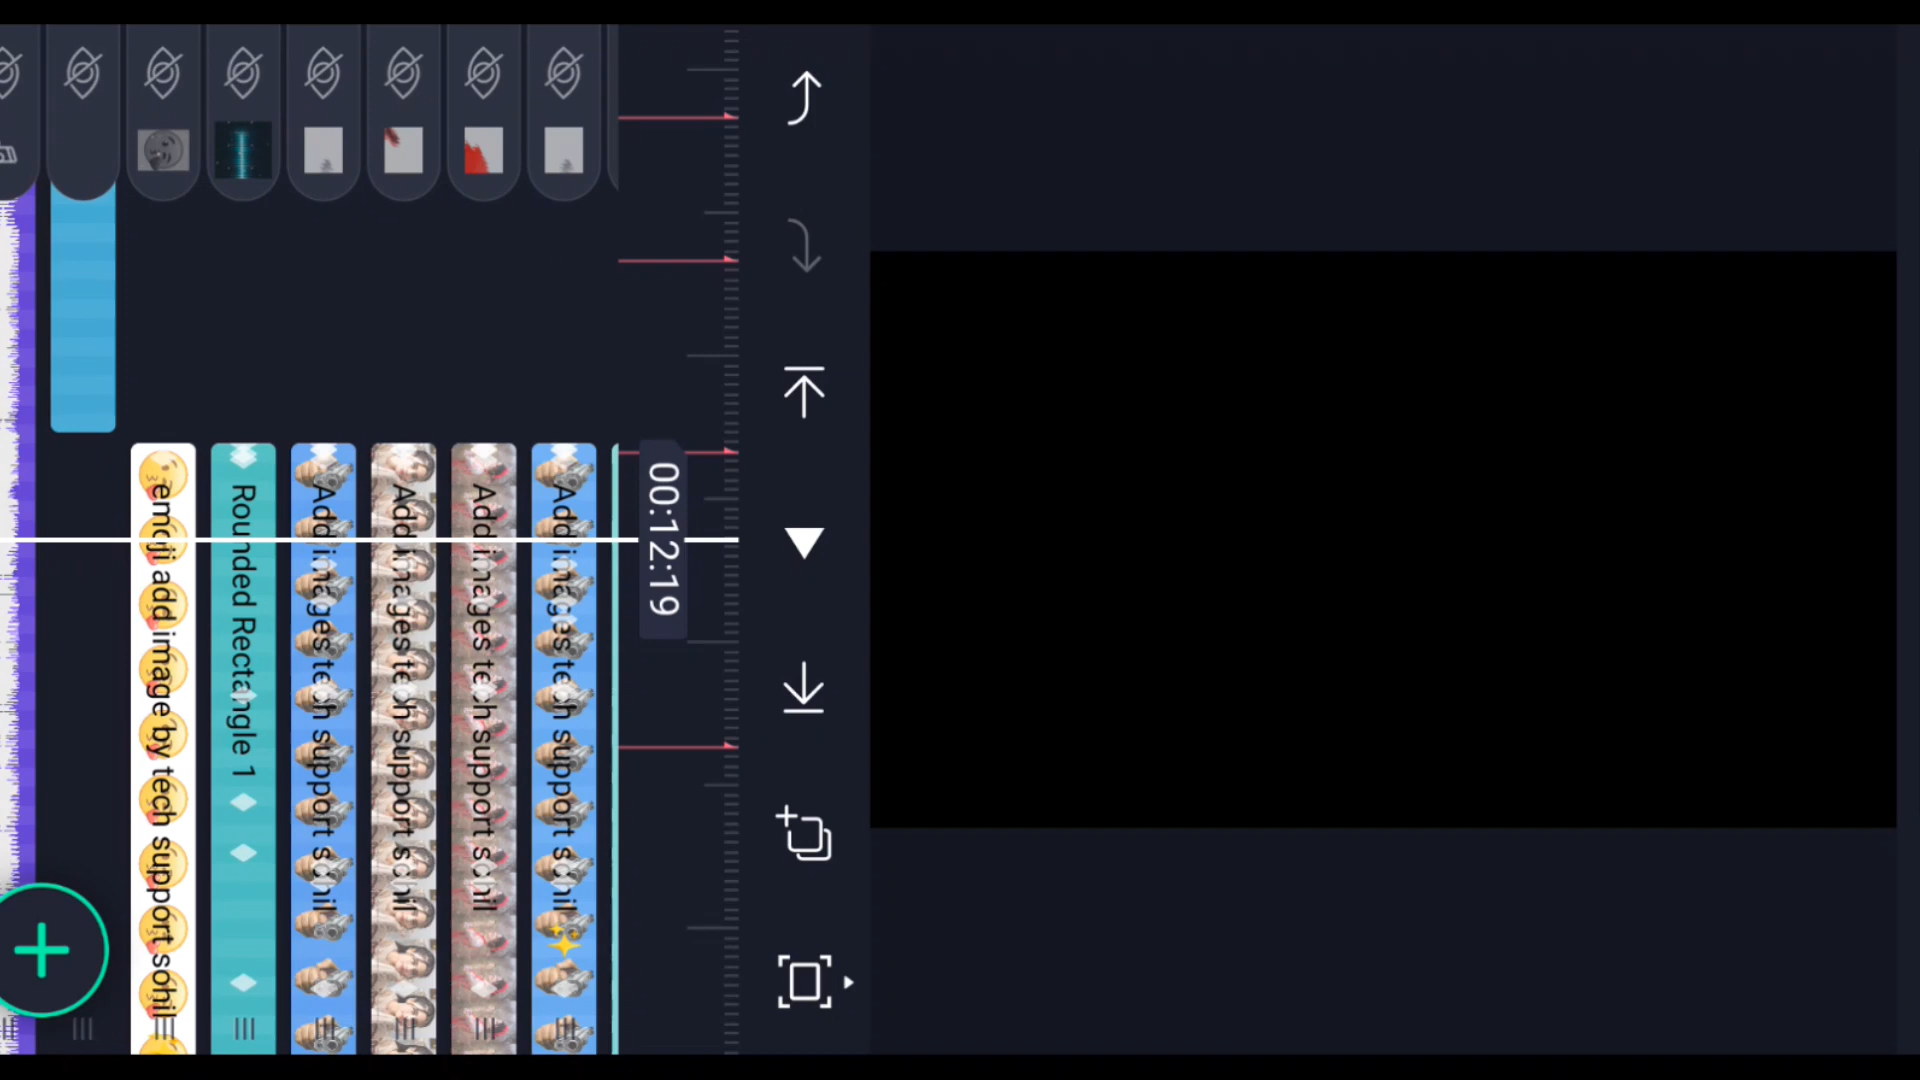 00:12:19
Add images tech support sohil
Add images tech support sohil
Add images tech support sohil
Add images tech support sohil
Rounded Rectangle 1
emoji add image by tech support sohil